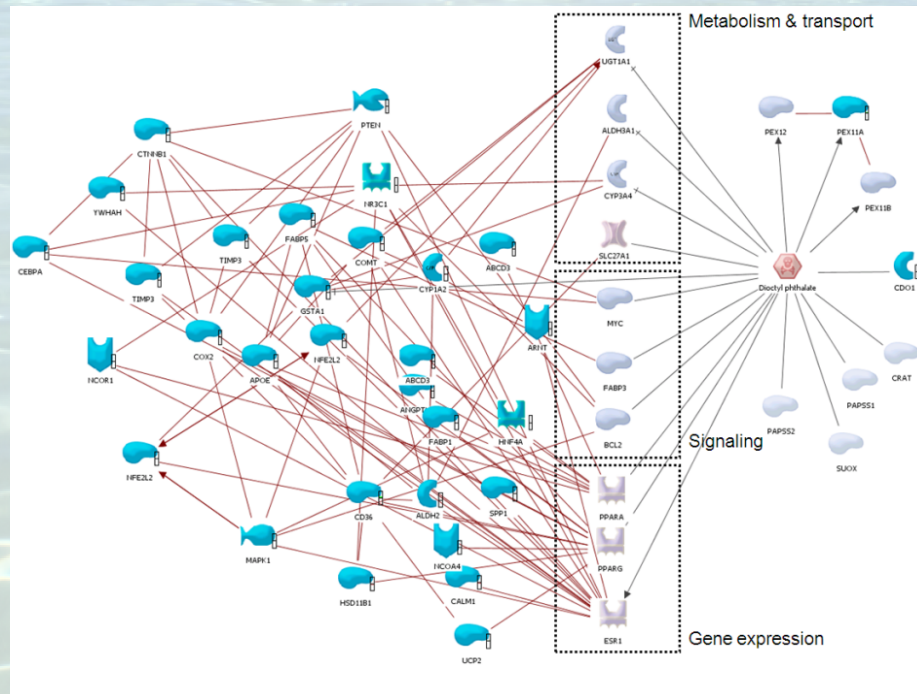 Metabolism & transport
UGT1A1
PTEN
ALDH3A1
PEX12
PEX11A
CTNNB1
NR3C1
CYP3A4
PEX11B
YWHAH
FABP5
TIMP3
COMT
ABCD3
SLC27A1
CEBPA
CYP1A2
Dioctyl phthalate
CDO1
TIMP3
GSTA1
MYC
ARNT
COX2
NFE2L2
APOE
ABCD3
NCOR1
FABP3
CRAT
ANGPT
PAPSS1
FABP1
HNF4A
BCL2
PAPSS2
Signaling
SUOX
NFE2L2
CD36
ALDH2
SPP1
PPARA
MAPK1
NCOA4
PPARG
HSD11B1
CALM1
ESR1
Gene expression
UCP2